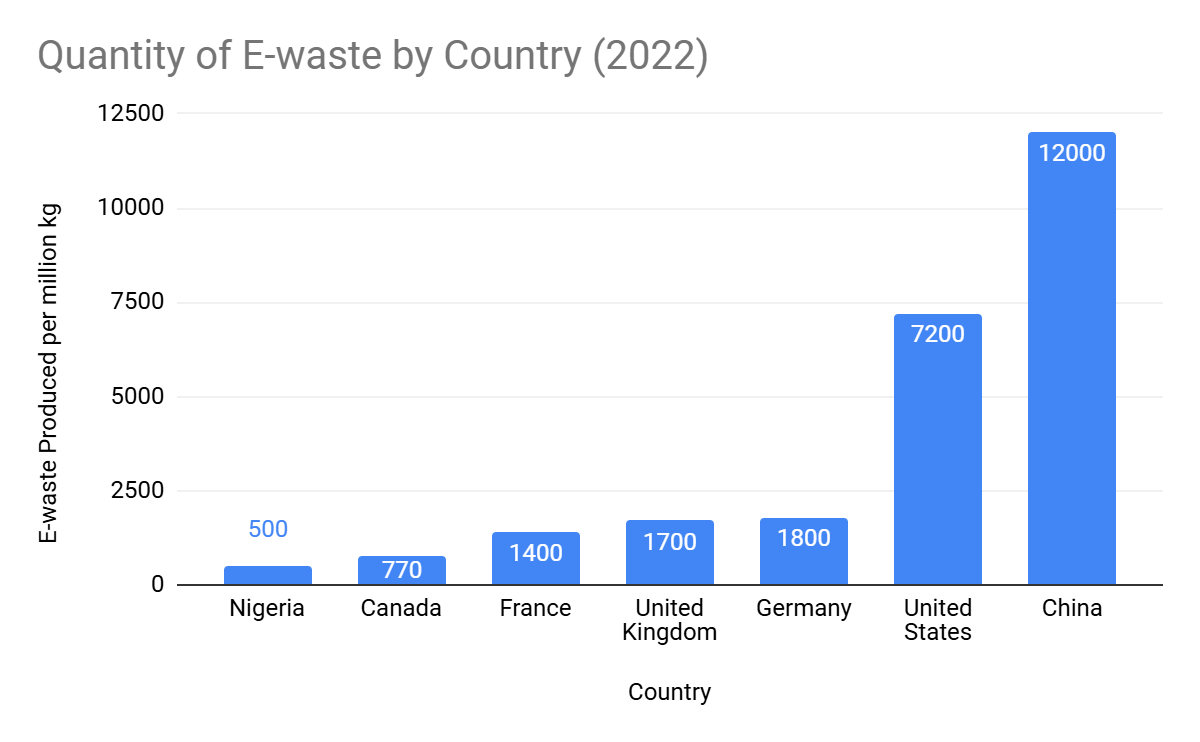 Quantity of E-waste by Country (2022)
E-waste Produced per million kg
12500
10000
7500
5000
2500
0
500
770
1400
1700
1800
7200
12000
Nigeria
Canada
France
United
Kingdom
Germany
United
States
China
Country